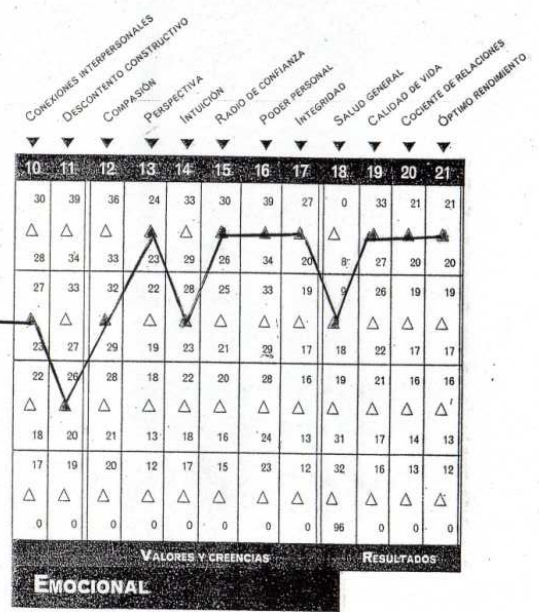 CONEXIONES INTERPERSONALES
DESCONTENTO CONSTRUCTIVO
COMPASIÓN
PERSPECTIVA
INTUICIÓN
RADIO DE CONFIANZA
PODER PERSONAL
INTEGRIDAD
SALUD GENERAL
CALIDAD DE VIDA
COCIENTE DE RELACIONES
ÓPTIMO RENDIMIENTO
10 11 12 13 14 15 16 17 18 19 20 21
30 39 36 24 33 30 39 27 0 33 21 21
28 34 33 23 29 26 34 20 8 27 20 20
27 33 32 22 28 25 33 19 9 26 19 19
23 27 29 19 23 21 29 17 18 22 17 17
22 26 28 18 22 20 28 16 19 21 16 16
18 20 21 13 18 16 24 13 31 17 14 13
17 19 20 12 17 15 23 12 32 16 13 12
0 0 0 0 0 0 0 0 96 0 0 0
VALORES Y CREENCIAS RESULTADOS
EMOCIONAL